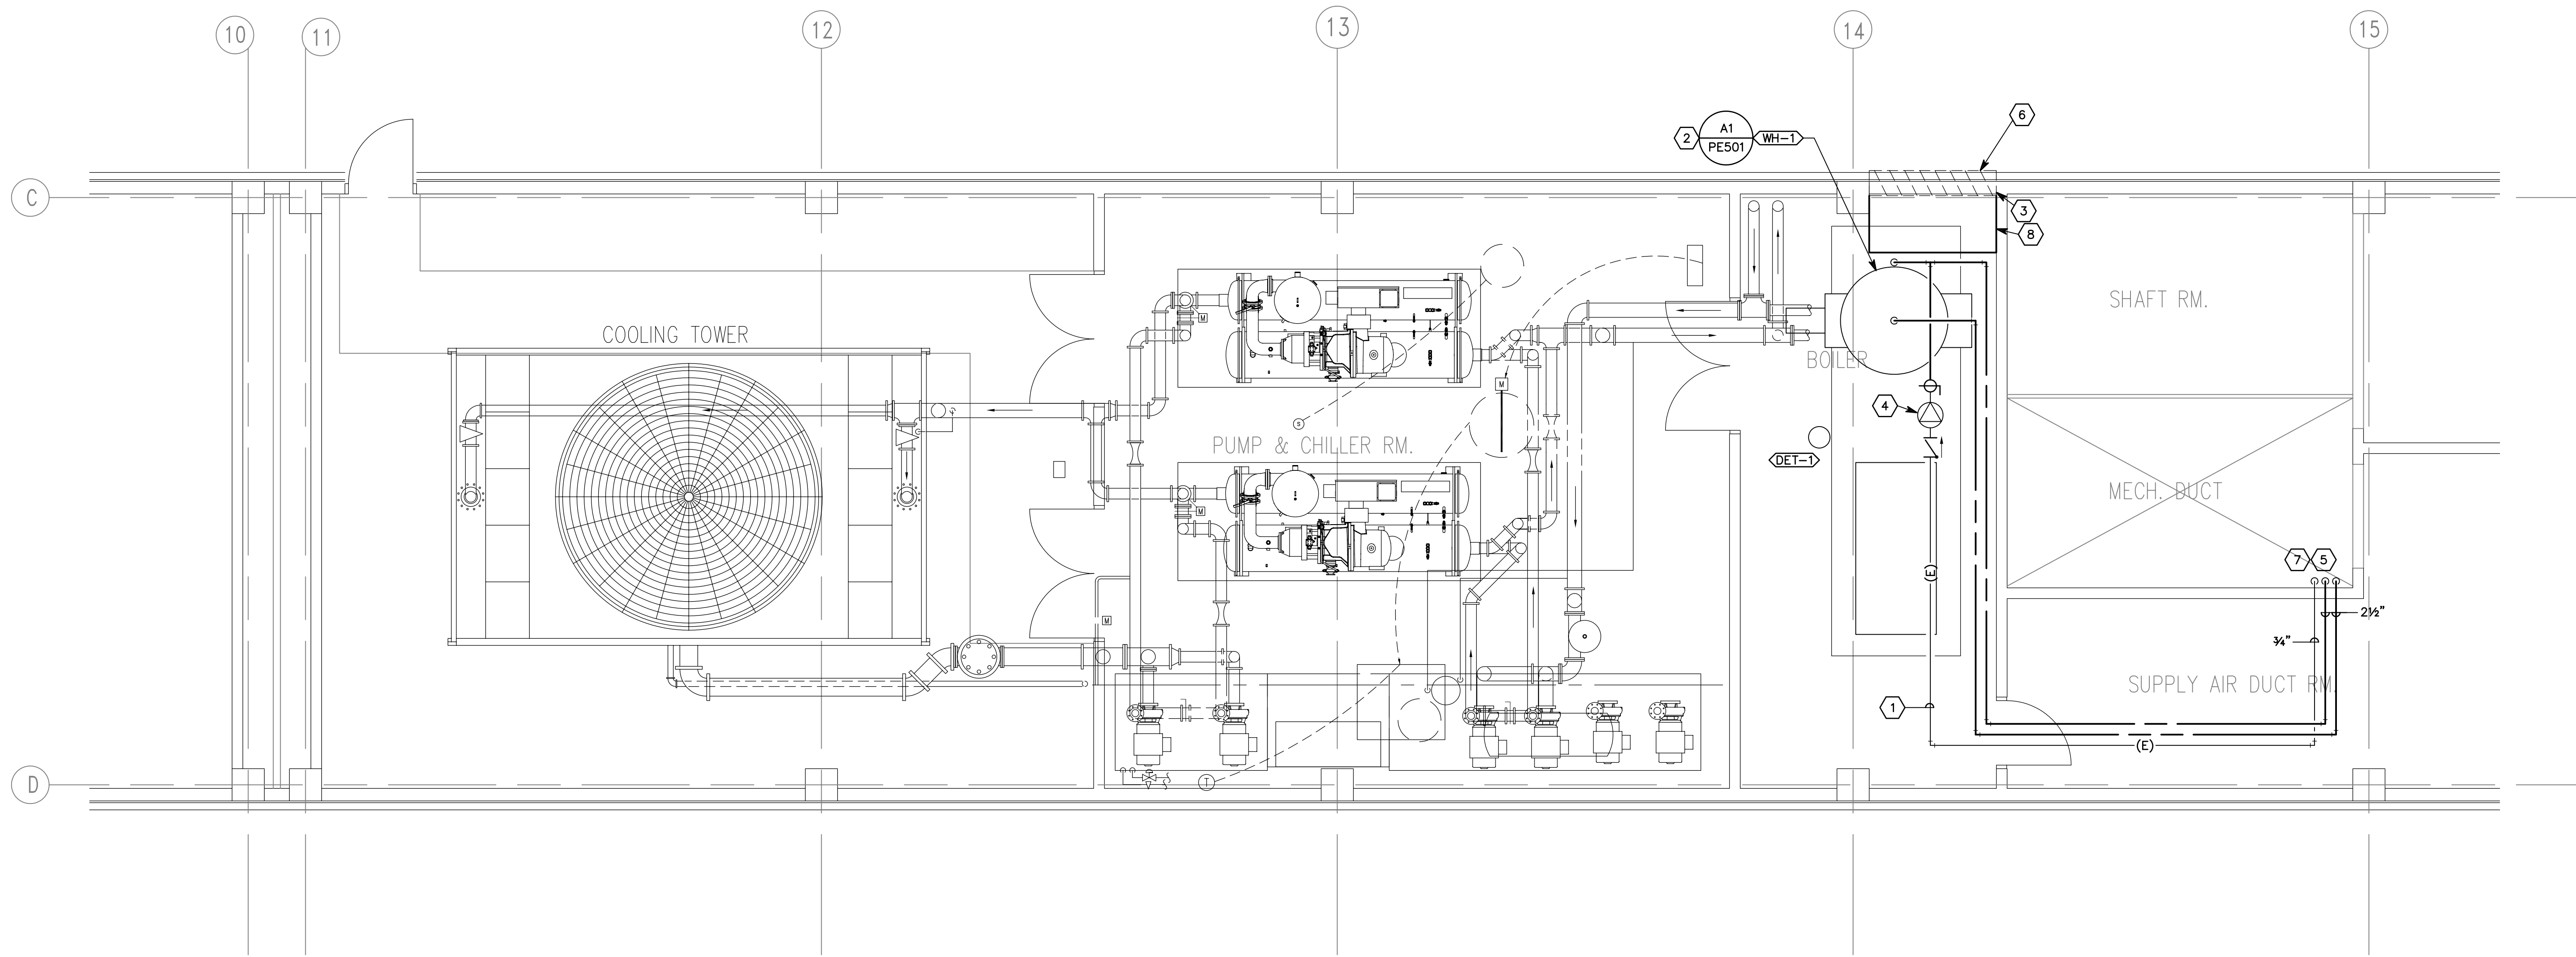 10
11
12
13
14
15
6
A1
2
WH-1
PE501
C
3
8
SHAFT RM.
COOLING TOWER
M
BOILER
M
4
S
PUMP & CHILLER RM.
DET-1
MECH. DUCT
M
7 5
(E)
2½"
M
¾"
SUPPLY AIR DUCT RM.
1
(E)
T
D